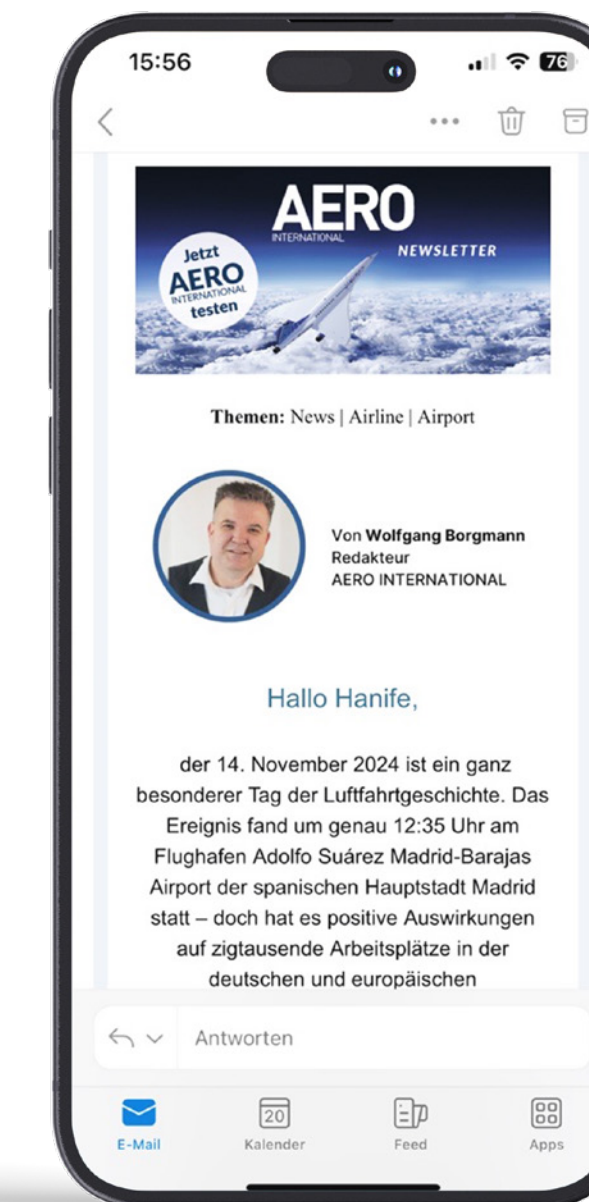 15:56
76
AERO
INTERNATIONAL
NEWSLETTER
Jetzt
AERO
INTERNATIONAL
testen
Themen: News | Airline | Airport
Von Wolfgang Borgmann
Redakteur
AERO INTERNATIONAL
Hallo Hanife,
der 14. November 2024 ist ein ganz
besonderer Tag der Luftfahrtgeschichte. Das
Ereignis fand um genau 12:35 Uhr am
Flughafen Adolfo Suárez Madrid-Barajas
Airport der spanischen Hauptstadt Madrid
statt – doch hat es positive Auswirkungen
auf zigtausende Arbeitsplätze in der
deutschen und europäischen
Antworten
20
E-Mail
Kalender
Feed
Apps